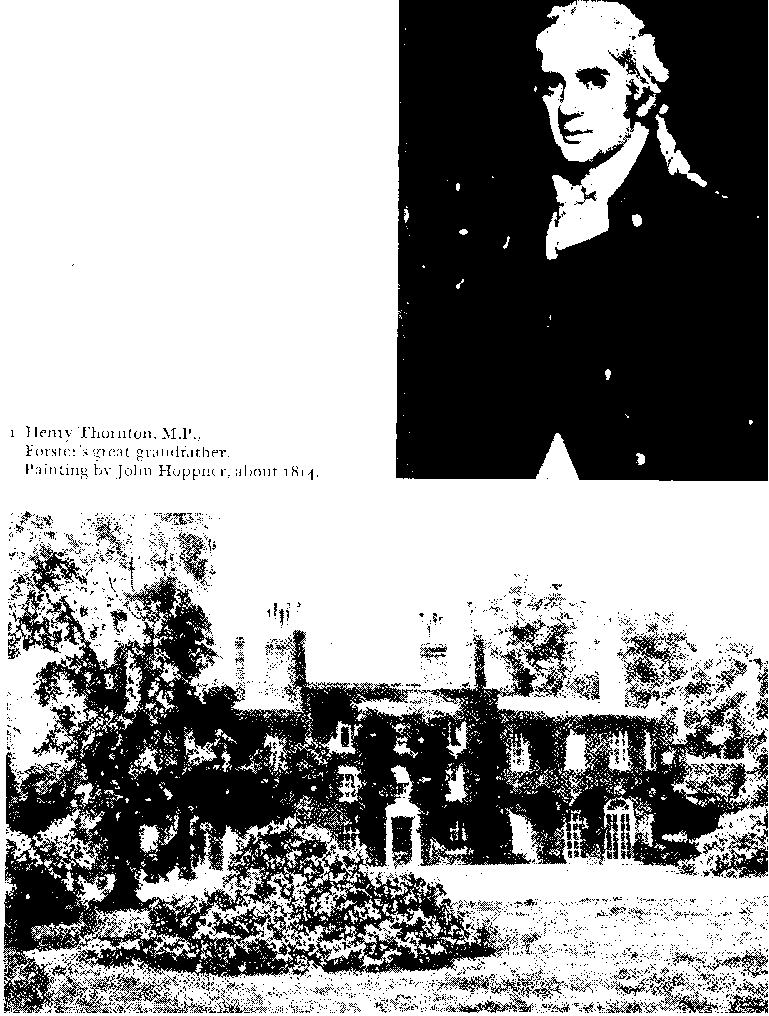 1 Henry Thornton, M.P.,
Forster's great grandfather.
Painting by John Hoppner, about 1814.